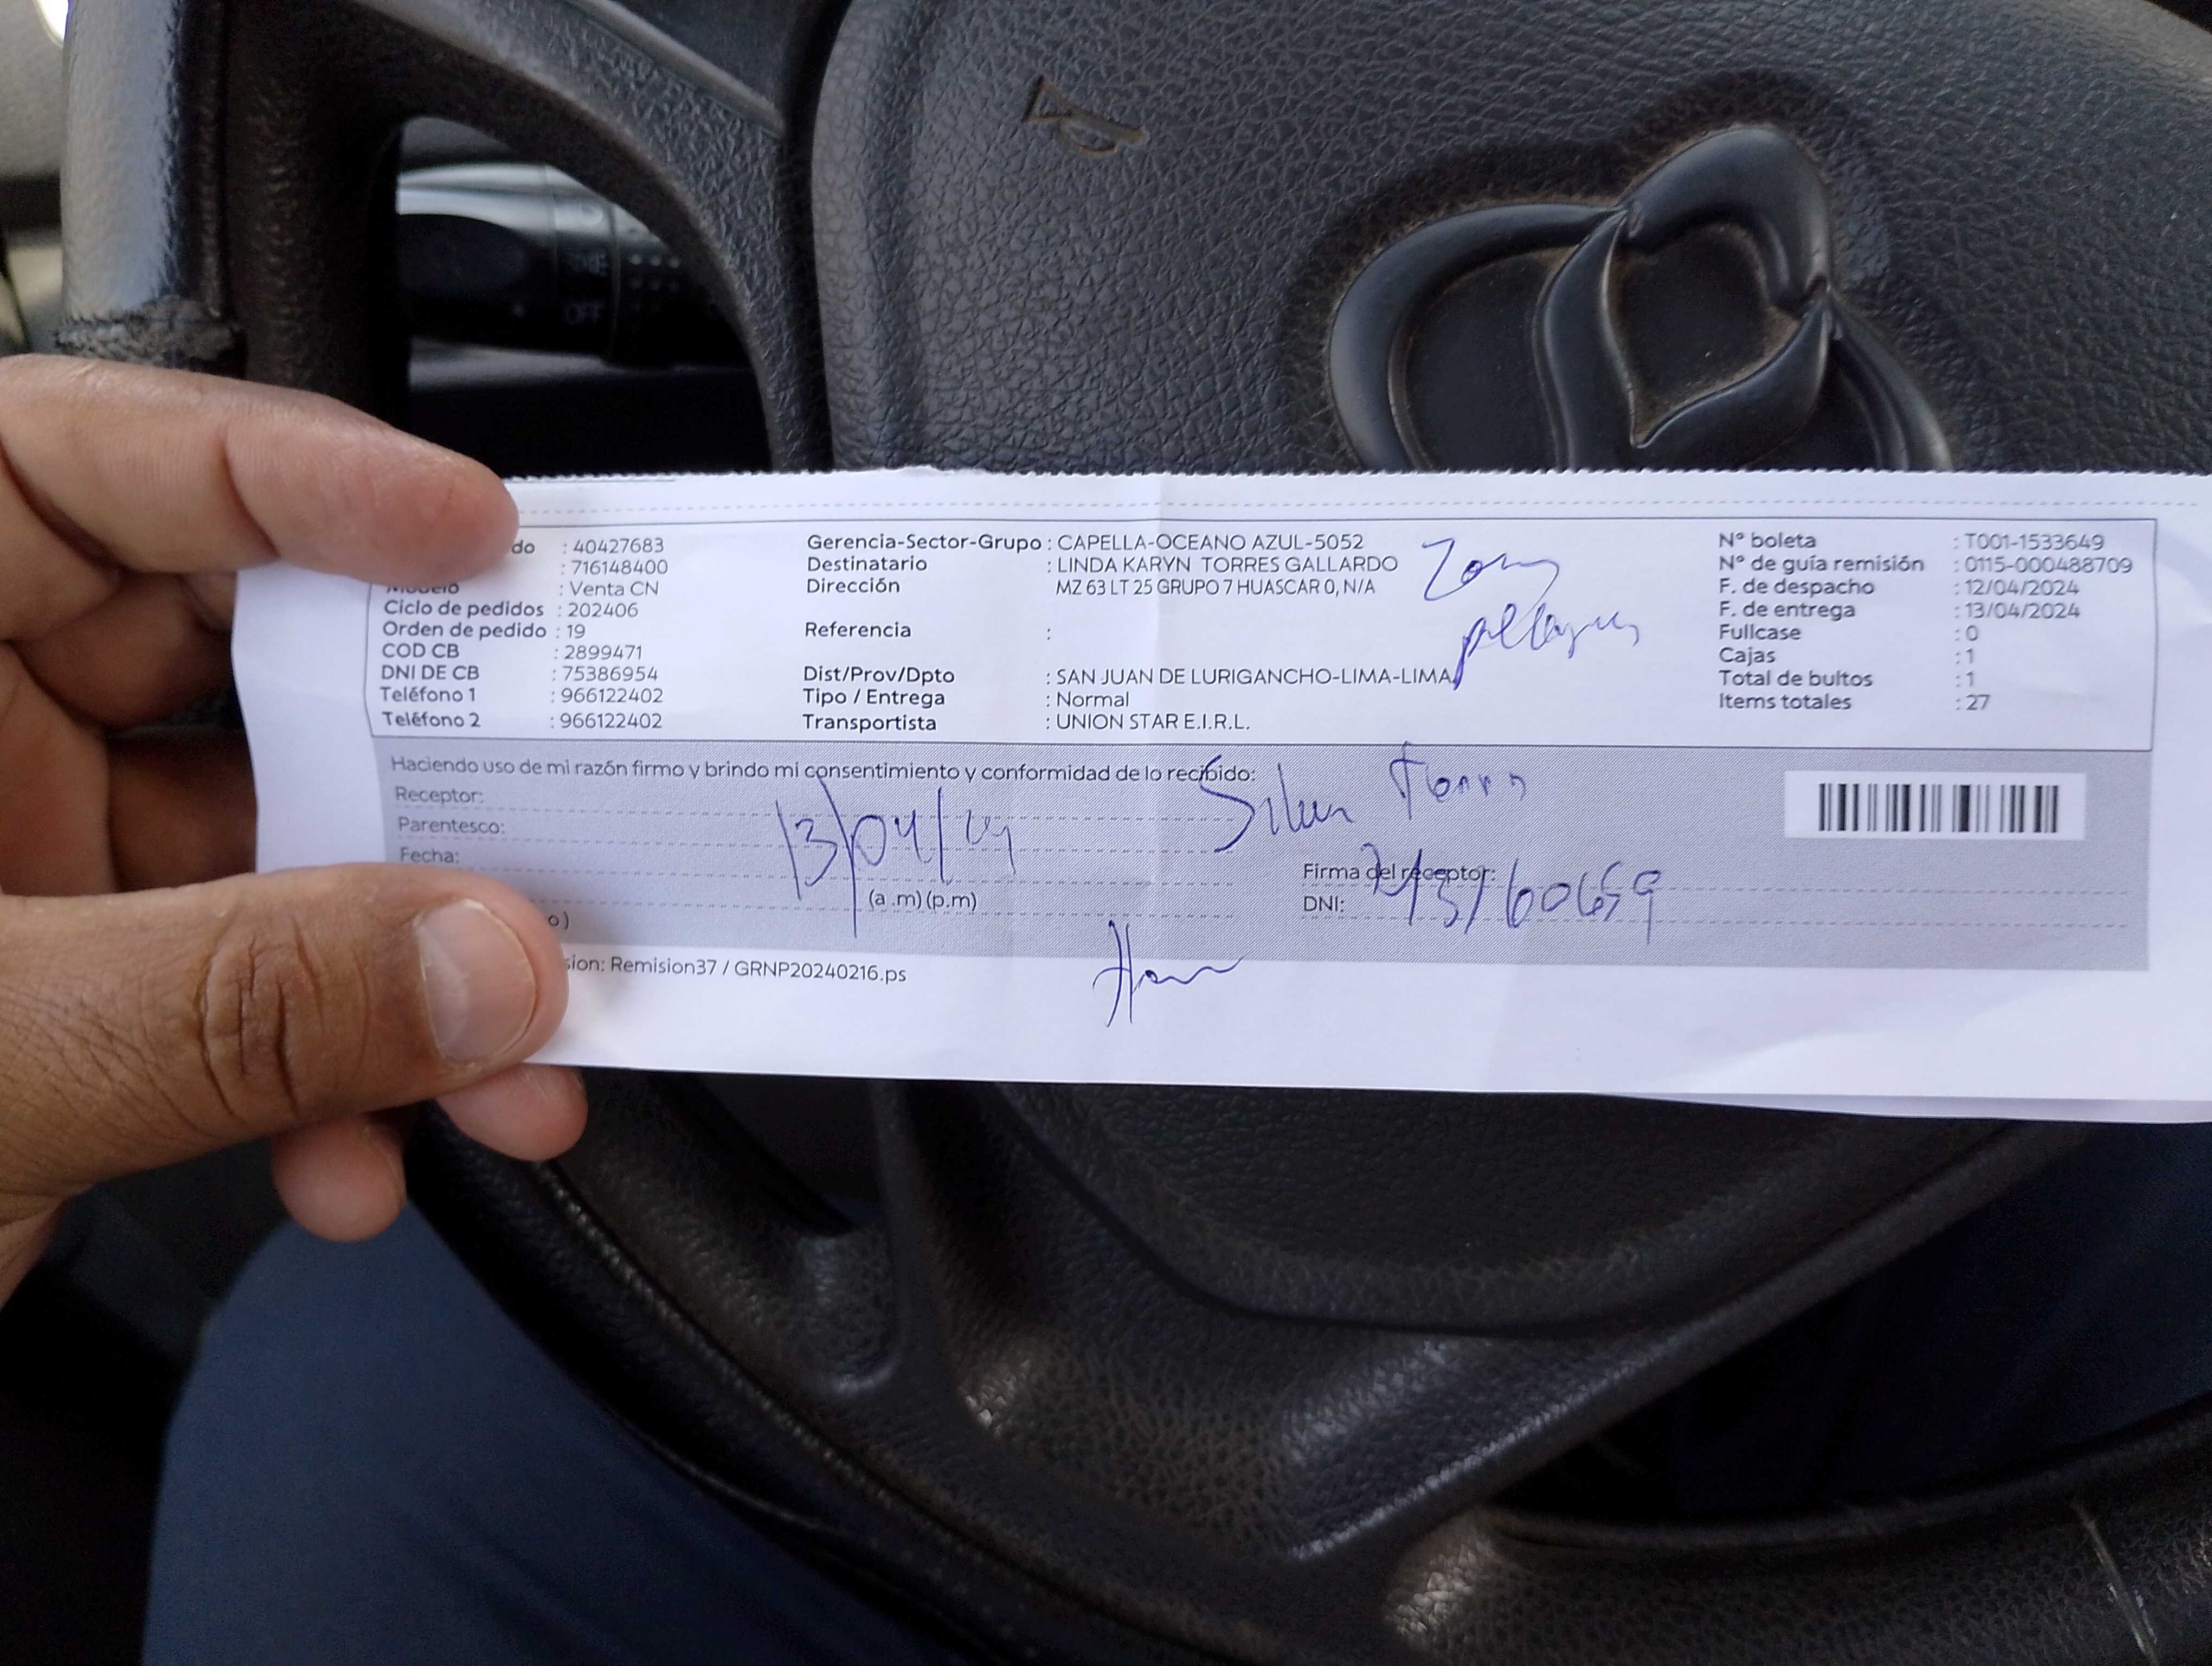 do : 40427683
: 716148400
Modelo : Venta CN
Ciclo de pedidos : 202406
Orden de pedido : 19
COD CB : 2899471
DNI DE CB : 75386954
Teléfono 1 : 966122402
Teléfono 2 : 966122402
Gerencia-Sector-Grupo : CAPELLA-OCEANO AZUL-5052
Destinatario : LINDA KARYN TORRES GALLARDO
Dirección MZ 63 LT 25 GRUPO 7 HUASCAR 0, N/A
Referencia :
Dist/Prov/Dpto : SAN JUAN DE LURIGANCHO-LIMA-LIMA
Tipo / Entrega : Normal
Transportista : UNION STAR E.I.R.L.
N° boleta : T001-1533649
N° de guía remisión : 0115-000488709
F. de despacho : 12/04/2024
F. de entrega : 13/04/2024
Fullcase : 0
Cajas : 1
Total de bultos : 1
Items totales : 27
Haciendo uso de mi razón firmo y brindo mi consentimiento y conformidad de lo recibido:
Receptor:
Parentesco:
Fecha: 13/04/24
(a .m) (p.m)
o)
Firma del receptor:
DNI:
sion: Remision37 / GRNP20240216.ps
OFF